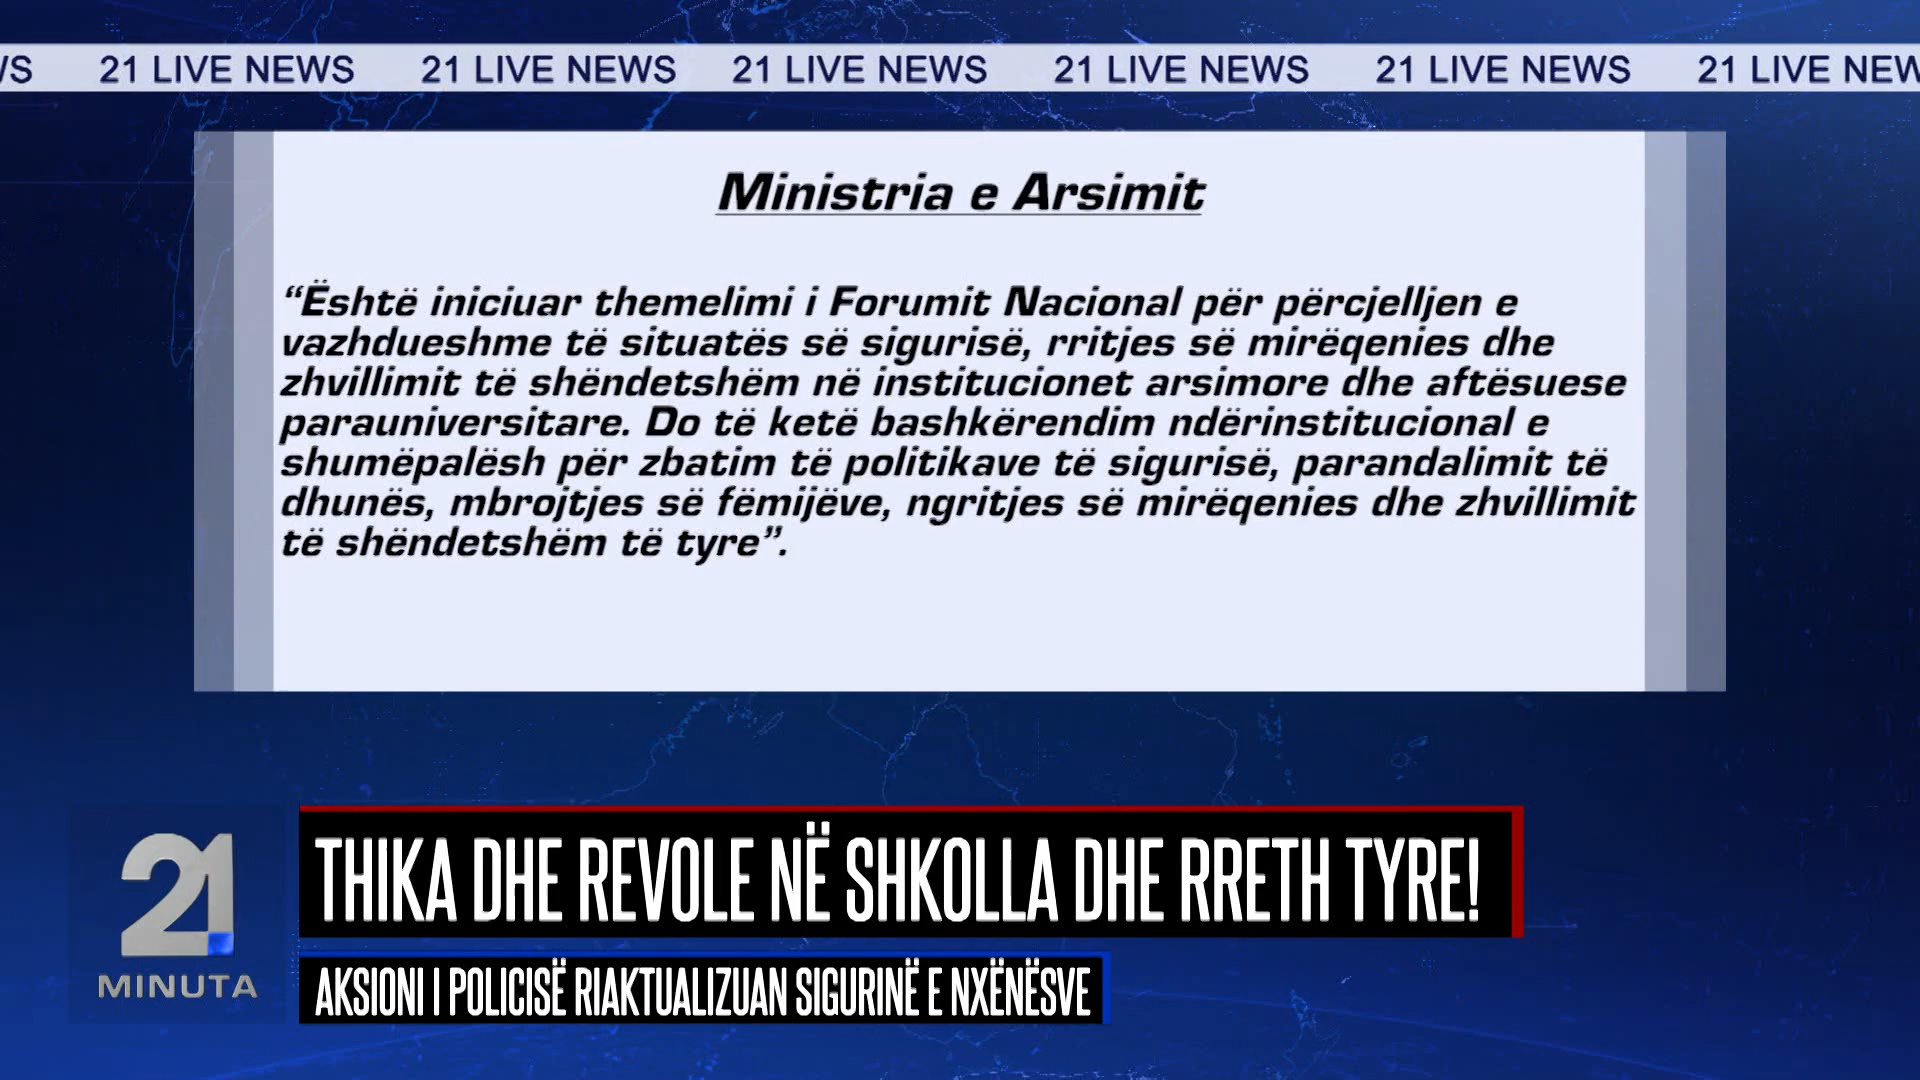 21 LIVE NEWS 21 LIVE NEWS 21 LIVE NEWS 21 LIVE NEWS 21 LIVE NEWS
Ministria e Arsimit
“Është iniciuar themelimi i Forumit Nacional për përcjelljen e
vazhdueshme të situatës së sigurisë, rritjes së mirëqenies dhe
zhvillimit të shëndetshëm në institucionet arsimore dhe aftësuese
parauniversitare. Do të ketë bashkërendim ndërinstitucional e
shumëpalësh për zbatim të politikave të sigurisë, parandalimit të
dhunës, mbrojtjes së fëmijëve, ngritjes së mirëqenies dhe zhvillimit
të shëndetshëm të tyre”.
21
MINUTA
THIKA DHE REVOLE NË SHKOLLA DHE RRETH TYRE!
AKSIONI I POLICISË RIAKTUALIZUAN SIGURINË E NXËNËSVE